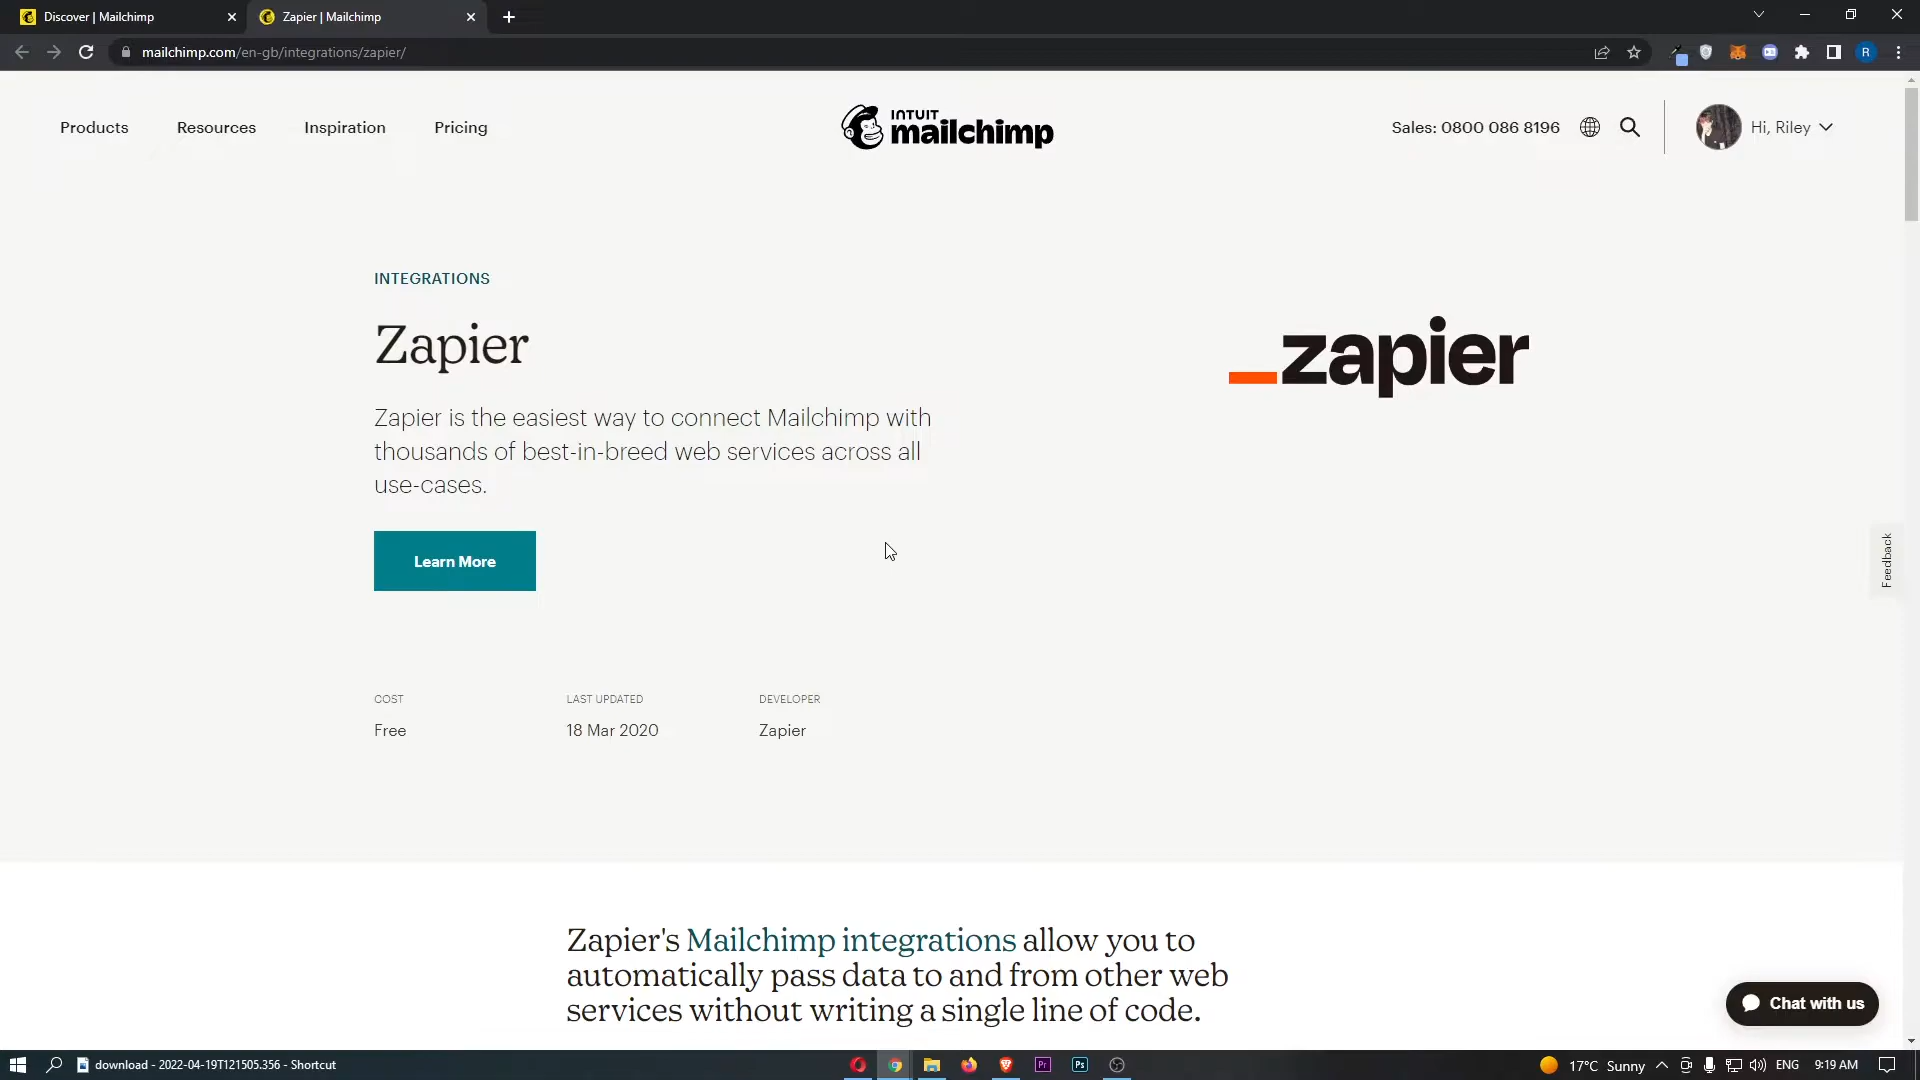 Discover | Mailchimp
Zapier | Mailchimp
mailchimp.com/en-gb/integrations/zapier/
R
Products
Resources
Inspiration
Pricing
INTUIT
mailchimp
Sales: 0800 086 8196
Hi, Riley
INTEGRATIONS
Zapier
Zapier is the easiest way to connect Mailchimp with
thousands of best-in-breed web services across all
use-cases.
_zapier
Learn More
Feedback
COST
LAST UPDATED
DEVELOPER
Free
18 Mar 2020
Zapier
Zapier's Mailchimp integrations allow you to
automatically pass data to and from other web
services without writing a single line of code.
Chat with us
download - 2022-04-19T121505.356 - Shortcut
Pr
Ps
17°C Sunny
ENG
9:19 AM